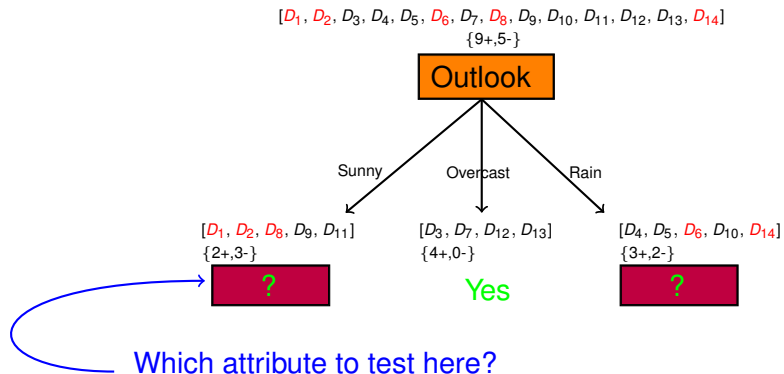 [D₁, D₂, D₃, D₄, D₅, D₆, D₇, D₈, D₉, D₁₀, D₁₁, D₁₂, D₁₃, D₁₄]
{9+,5-}
Outlook
Sunny Overcast Rain
[D₁, D₂, D₈, D₉, D₁₁] [D₃, D₇, D₁₂, D₁₃] [D₄, D₅, D₆, D₁₀, D₁₄]
{2+,3-} {4+,0-} {3+,2-}
? Yes ?
Which attribute to test here?